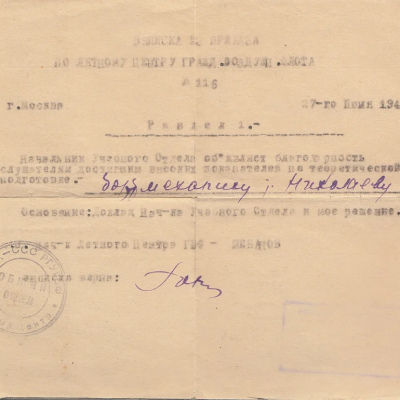 ВЫПИСКА ИЗ ПРИКАЗА
ПО ЛЕТНОМУ ЦЕНТРУ ГРАЖД. ВОЗДУШН. ФЛОТА
№ 116
г. Москва 27-го Июня 194
Раздел 1.-
Начальник Учебного Отдела объявляет благодарность
слушателям достигшим высоких показателей по теоретической
подготовке.- бортмеханику т. Николаеву
Основание: Доклад Нач-ка Учебного Отдела и мое решение.
Нач-к Летного Центра ГВФ -
Выписка верна: